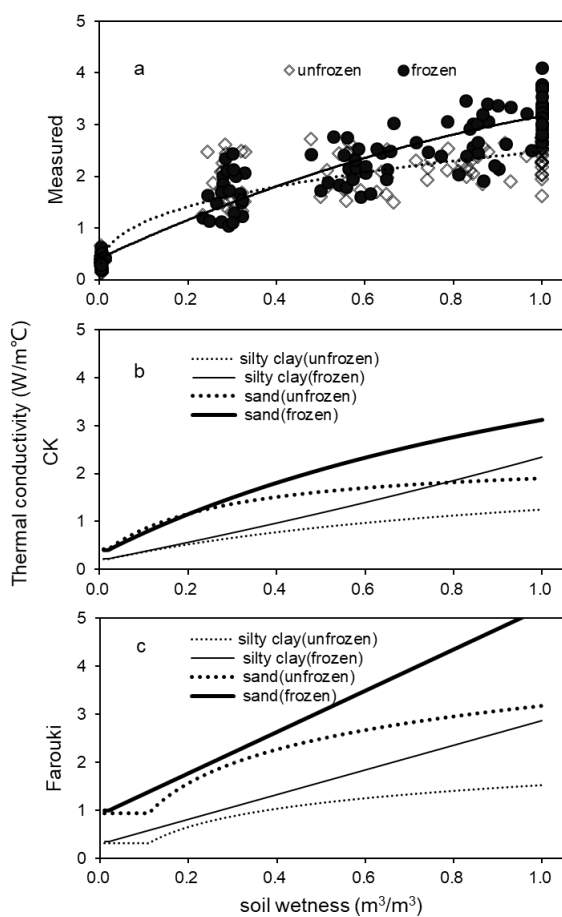 5
4
3
2
1
0
a
unfrozen
frozen
Measured
0.0
0.2
0.4
0.6
0.8
1.0
Thermal conductivity (W/m℃)
5
4
3
2
1
0
b
silty clay(unfrozen)
silty clay(frozen)
sand(unfrozen)
sand(frozen)
CK
0.0
0.2
0.4
0.6
0.8
1.0
5
4
3
2
1
0
c
silty clay(unfrozen)
silty clay(frozen)
sand(unfrozen)
sand(frozen)
Farouki
0.0
0.2
0.4
0.6
0.8
1.0
soil wetness (m³/m³)